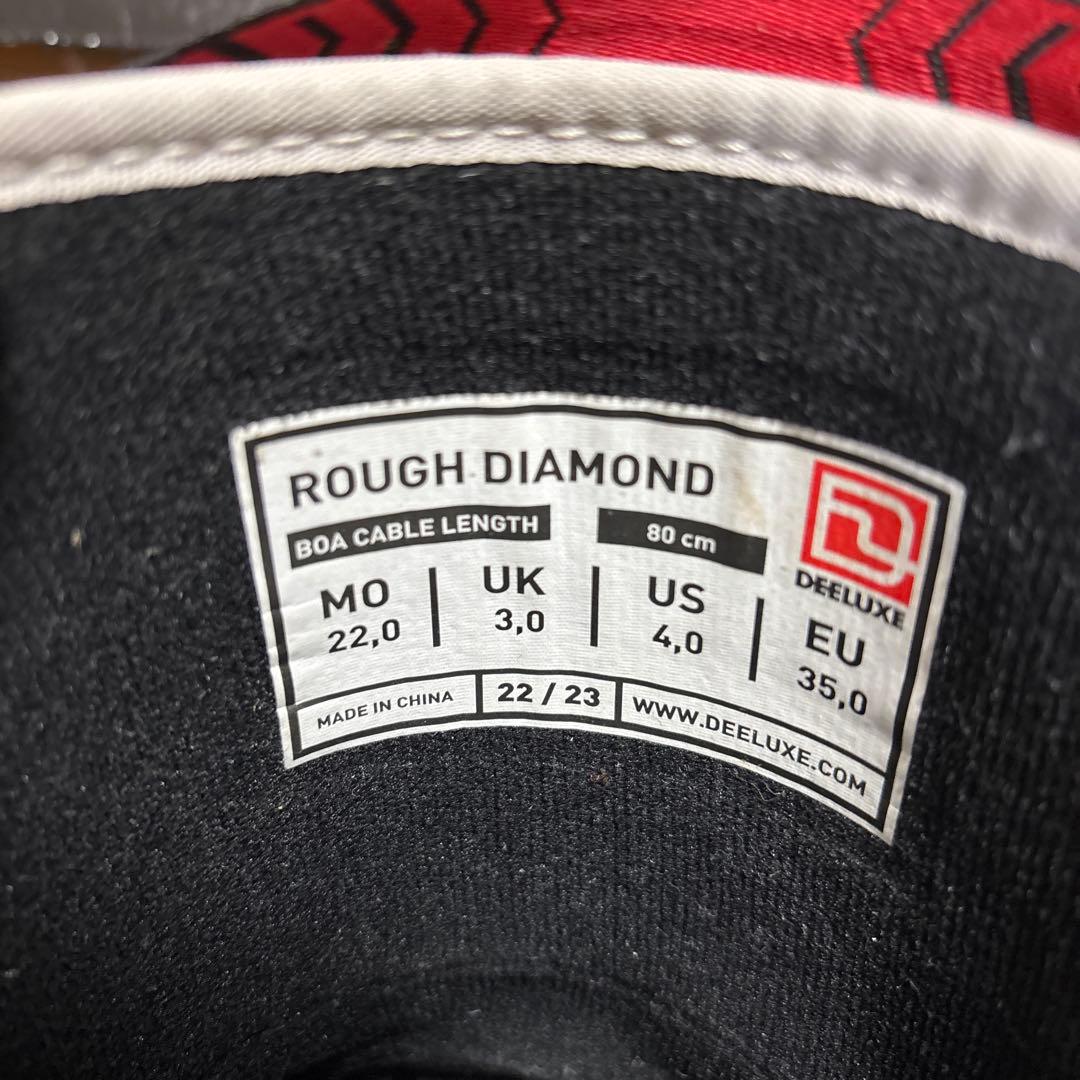 ROUGH DIAMOND
BOA CABLE LENGTH 80 cm
DEELUXE
MO UK US EU
22,0 3,0 4,0 35,0
MADE IN CHINA 22 / 23 WWW.DEELUXE.COM